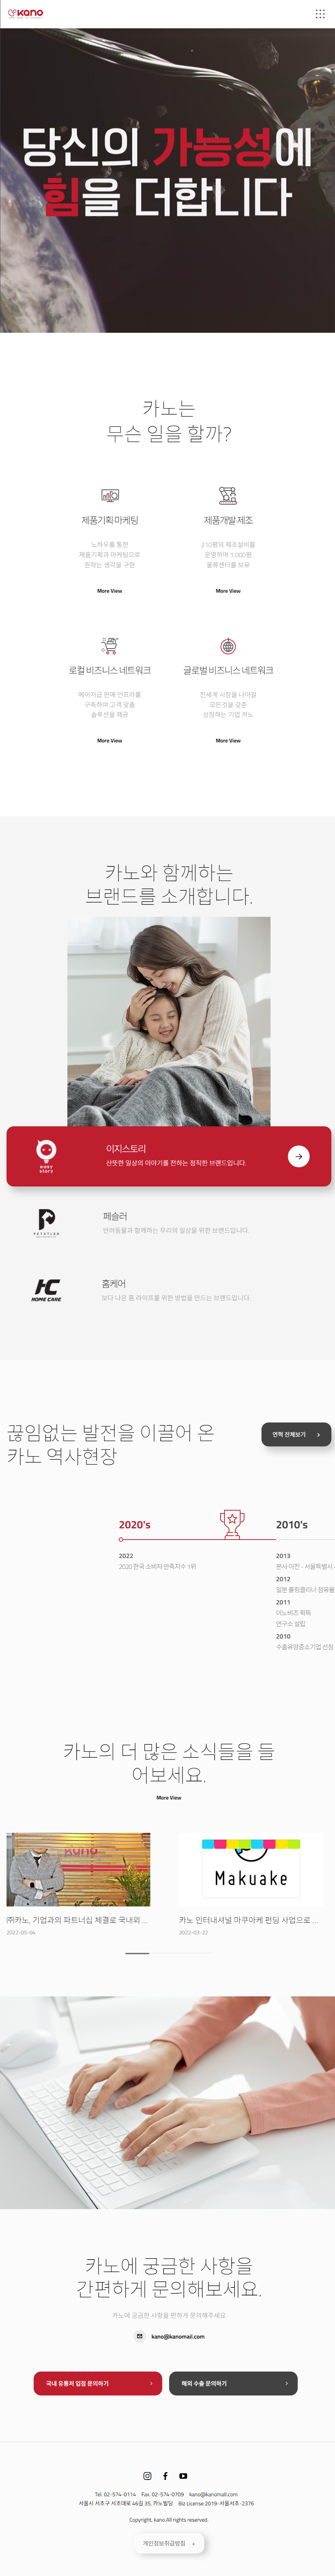 kano
당신의 가능성에
힘을 더합니다
카노는
무슨 일을 할까?
제품기획·마케팅
노하우를 통한
제품기획과 마케팅으로
원하는 생각을 구현
More View
제품개발·제조
210평의 제조설비를
운영하며 1,000평
물류센터를 보유
More View
로컬 비즈니스 네트워크
메이저급 판매 인프라를
구축하며 고객 맞춤
솔루션을 제공
More View
글로벌 비즈니스 네트워크
전세계 시장을 나아갈
모든것을 갖춘
성장하는 기업 카노
More View
카노와 함께하는
브랜드를 소개합니다.
easy
story
이지스토리
산뜻한 일상의 이야기를 전하는 정직한 브랜드입니다.
PETSTLER
페슬러
반려동물과 함께하는 우리의 일상을 위한 브랜드입니다.
HC
HOME CARE
홈케어
보다 나은 홈 라이프를 위한 방법을 만드는 브랜드입니다.
끊임없는 발전을 이끌어 온
카노 역사현장
연혁 전체보기
2020's
2022
2020 한국 소비자 만족지수 1위
2010's
2013
본사 이전 - 서울특별시
2012
일본 롤링클리너 점유율
2011
이노비즈 획득
연구소 설립
2010
수출유망중소기업 선정
카노의 더 많은 소식들을 들
어보세요.
More View
kano
㈜카노, 기업과의 파트너십 체결로 국내외 ...
2022-05-04
Makuake
카노 인터내셔널 마쿠아케 펀딩 사업으로 ...
2022-03-22
카노에 궁금한 사항을
간편하게 문의해보세요.
카노에 궁금한 사항을 편하게 문의해주세요
kano@kanomail.com
국내 유통처 입점 문의하기
해외 수출 문의하기
Tel. 02-574-0114 Fax. 02-574-0709 kano@kanomall.com
서울시 서초구 서초대로 46길 35, 카노빌딩 Biz License 2019-서울서초-2376
Copyright. kano.All rights reserved.
개인정보취급방침 +